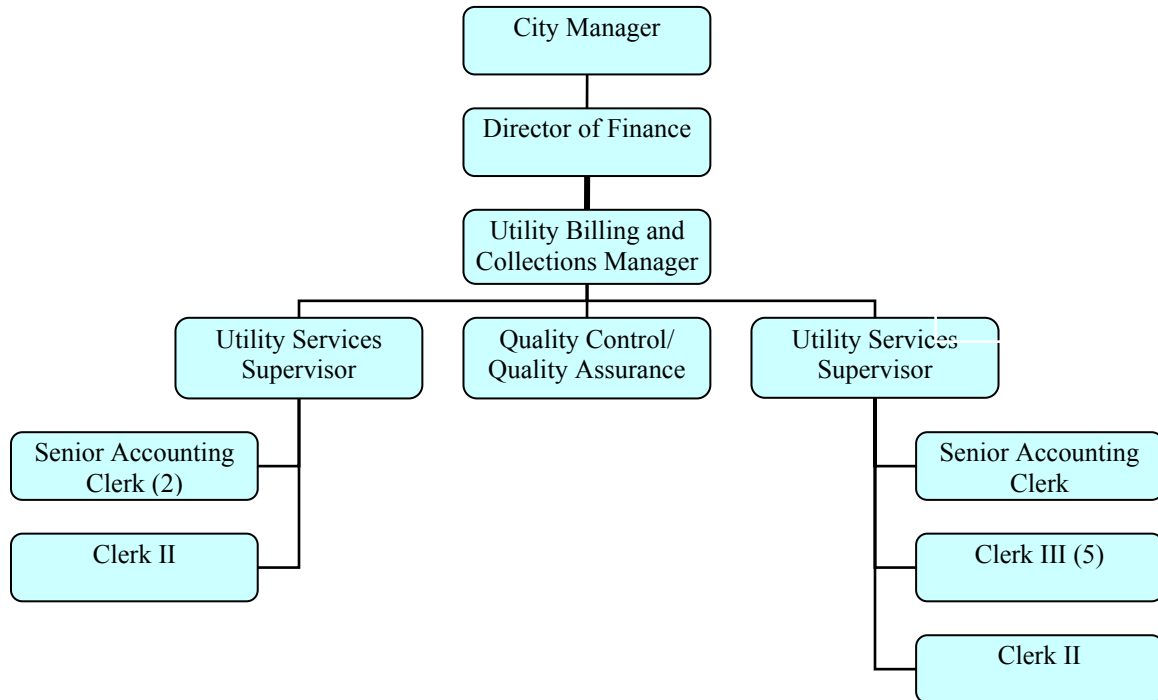 City Manager
Director of Finance
Utility Billing and
Collections Manager
Utility Services
Supervisor
Quality Control/
Quality Assurance
Utility Services
Supervisor
Senior Accounting
Clerk (2)
Clerk II
Senior Accounting
Clerk
Clerk III (5)
Clerk II